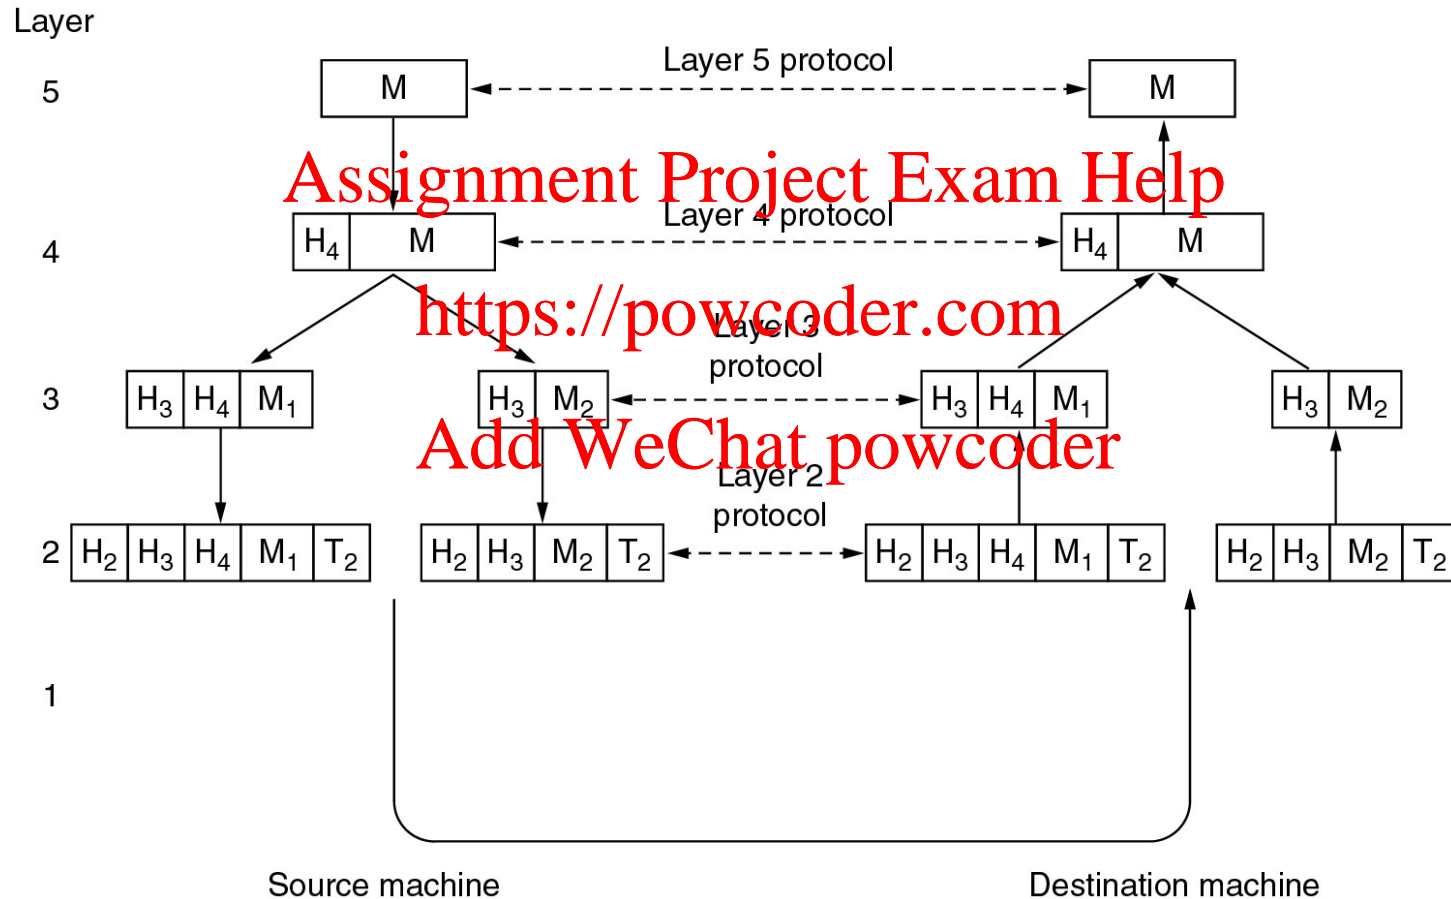 Layer
5
M
Layer 5 protocol
M
Assignment Project Exam Help
4
H4 M
Layer 4 protocol
H4 M
https://powcoder.com
Layer 3
protocol
3
H3 H4 M1
H3 M2
H3 H4 M1
H3 M2
Add WeChat powcoder
Layer 2
protocol
2
H2 H3 H4 M1 T2
H2 H3 M2 T2
H2 H3 H4 M1 T2
H2 H3 M2 T2
1
Source machine
Destination machine